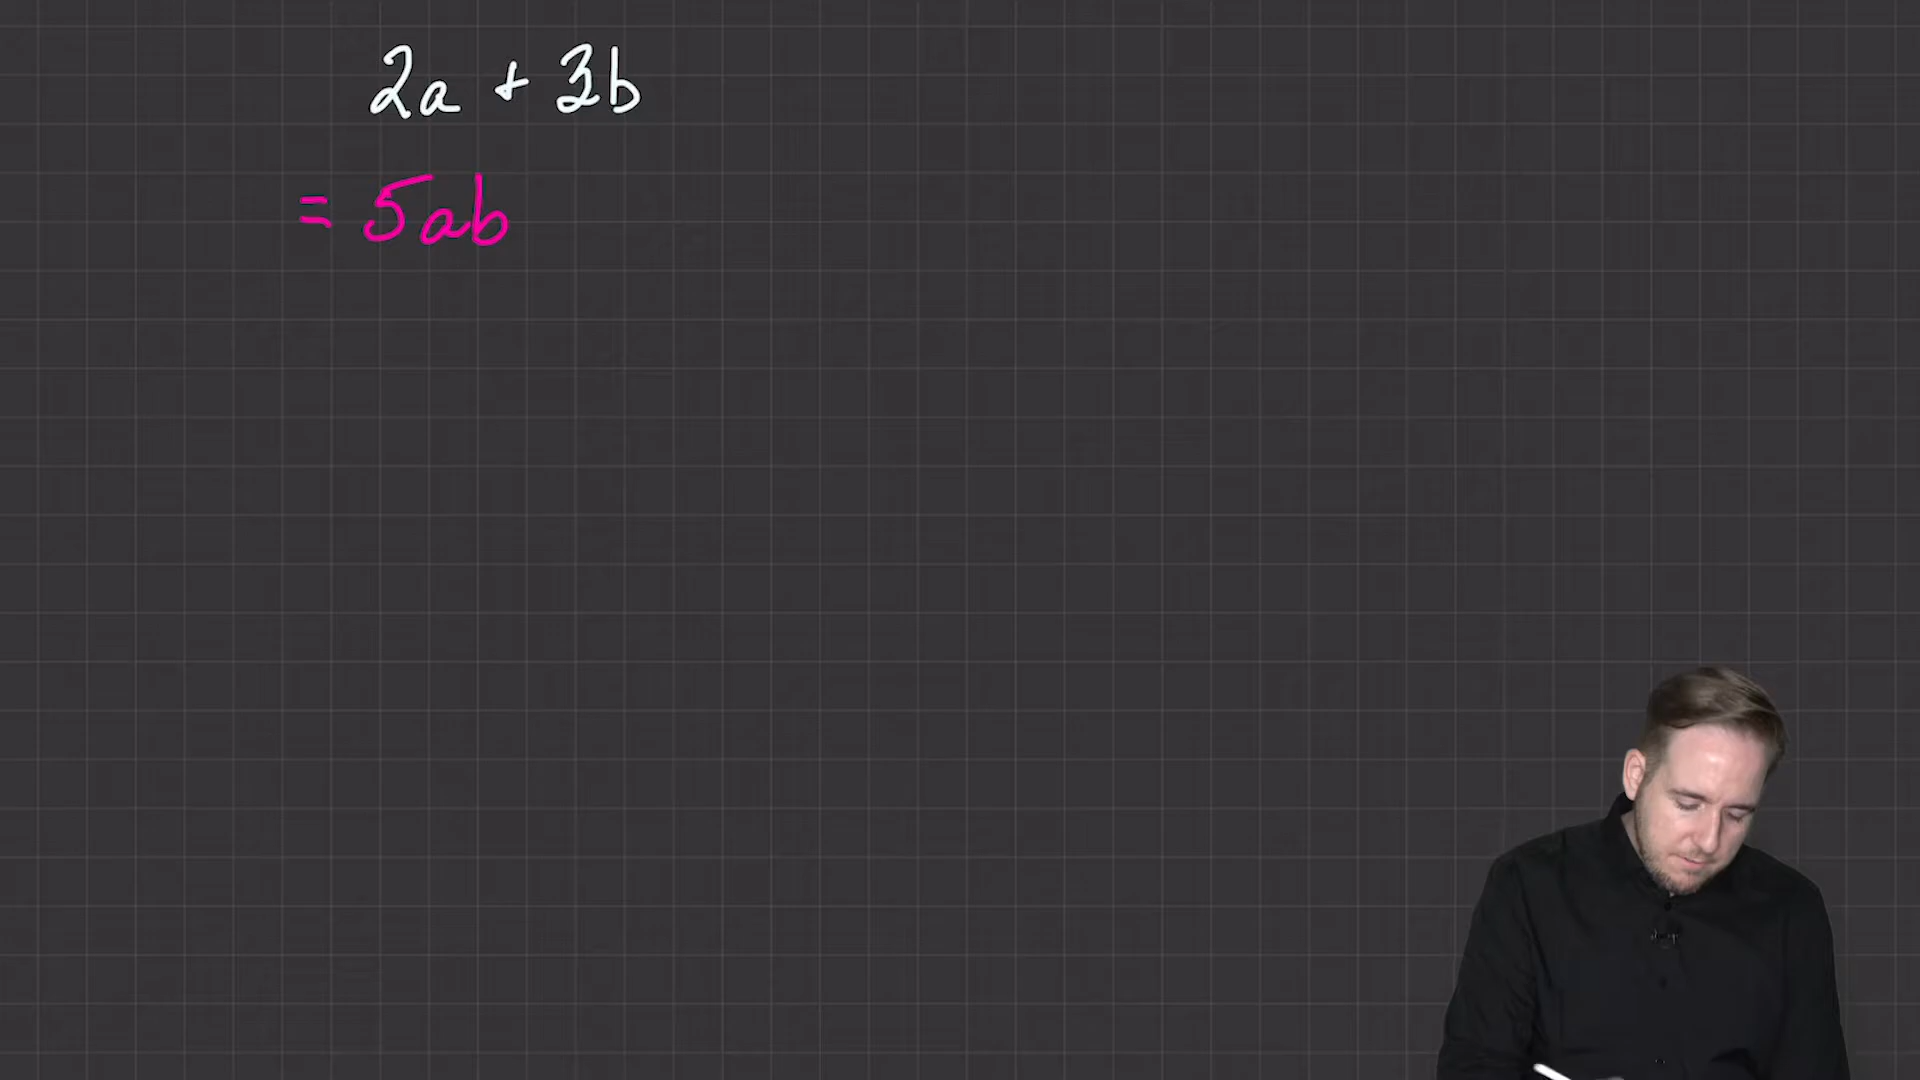 2a + 3b
= 5ab